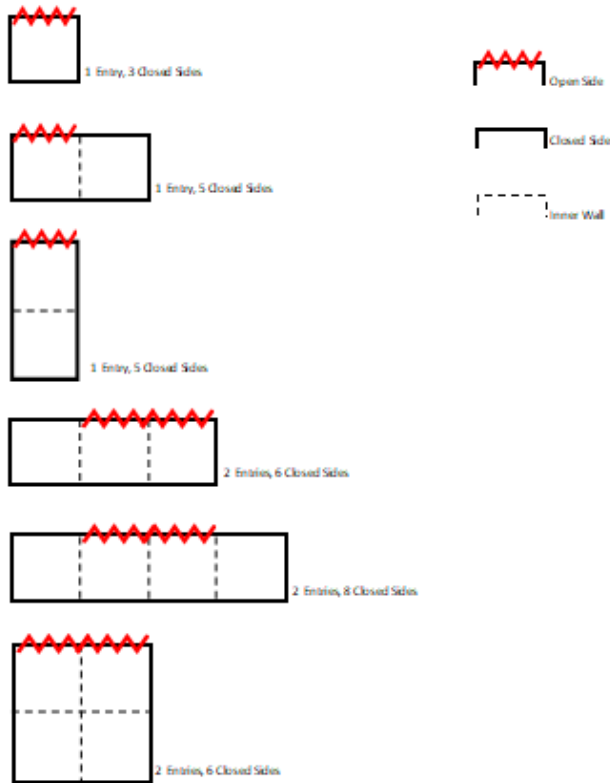 1 Entry, 3 Closed Sides
Open Side
Closed Side
1 Entry, 5 Closed Sides
Inner Wall
1 Entry, 5 Closed Sides
2 Entries, 6 Closed Sides
2 Entries, 8 Closed Sides
2 Entries, 6 Closed Sides